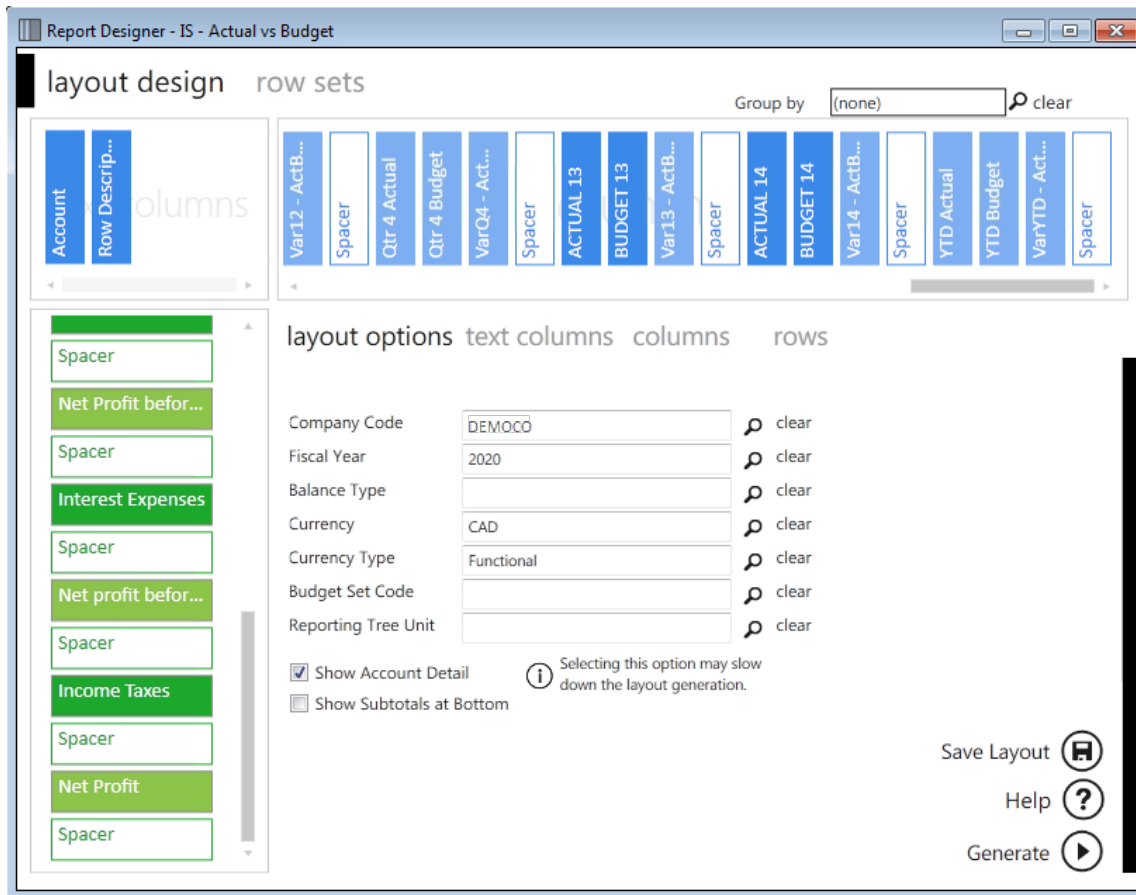 Report Designer - IS - Actual vs Budget
layout design row sets
Group by (none) clear
Account
Row Descrip...
columns
Var12 - ActB...
Spacer
Qtr 4 Actual
Qtr 4 Budget
VarQ4 - Act...
Spacer
ACTUAL 13
BUDGET 13
Var13 - ActB...
Spacer
ACTUAL 14
BUDGET 14
Var14 - ActB...
Spacer
YTD Actual
YTD Budget
VarYTD - Act...
Spacer
Spacer
Net Profit befor...
Spacer
Interest Expenses
Spacer
Net profit befor...
Spacer
Income Taxes
Spacer
Net Profit
Spacer
layout options text columns columns rows
Company Code DEMOCO clear
Fiscal Year 2020 clear
Balance Type clear
Currency CAD clear
Currency Type Functional clear
Budget Set Code clear
Reporting Tree Unit clear
Show Account Detail
Selecting this option may slow
down the layout generation.
Show Subtotals at Bottom
Save Layout
Help ?
Generate